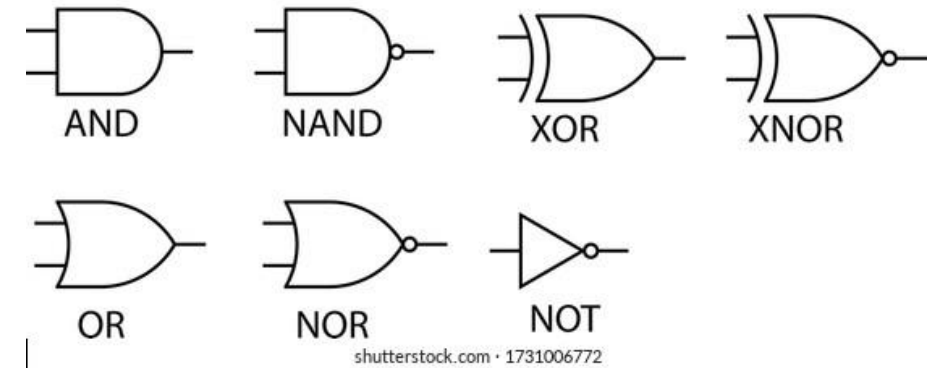 AND NAND XOR XNOR
OR NOR NOT
shutterstock.com · 1731006772